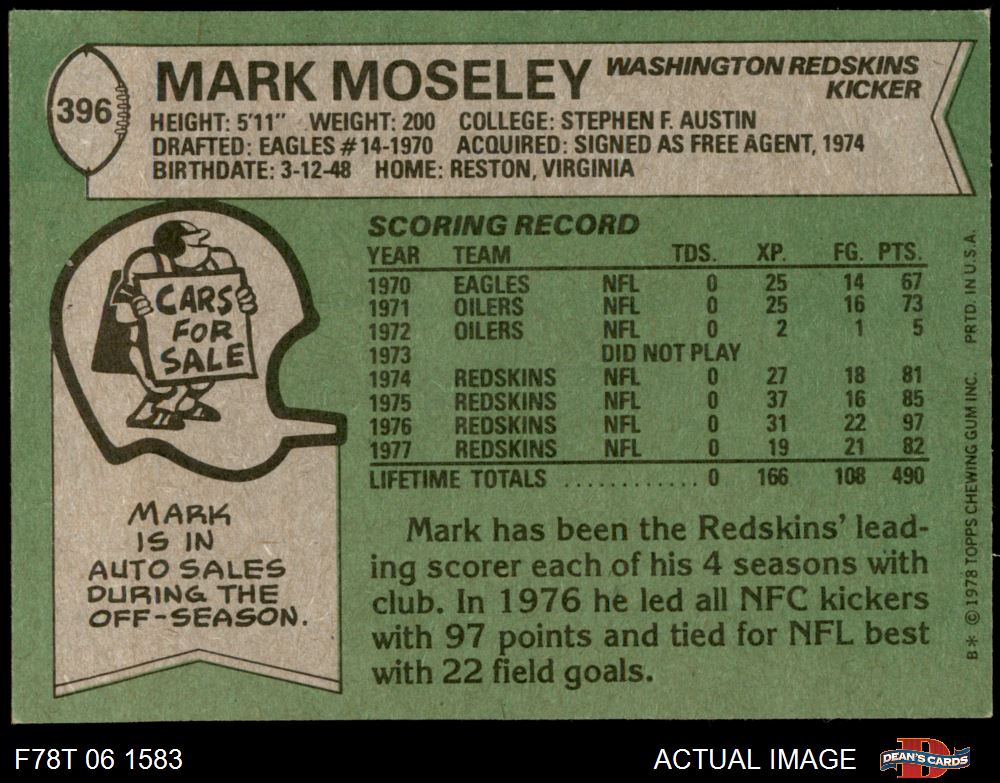 396
MARK MOSELEY
WASHINGTON REDSKINS
KICKER
HEIGHT: 5'11" WEIGHT: 200 COLLEGE: STEPHEN F. AUSTIN
DRAFTED: EAGLES #14-1970 ACQUIRED: SIGNED AS FREE AGENT, 1974
BIRTHDATE: 3-12-48 HOME: RESTON, VIRGINIA
CARS
FOR
SALE
MARK
IS IN
AUTO SALES
DURING THE
OFF-SEASON.
SCORING RECORD
YEAR TEAM TDS. XP. FG. PTS.
1970 EAGLES NFL 0 25 14 67
1971 OILERS NFL 0 25 16 73
1972 OILERS NFL 0 2 1 5
1973 DID NOT PLAY
1974 REDSKINS NFL 0 27 18 81
1975 REDSKINS NFL 0 37 16 85
1976 REDSKINS NFL 0 31 22 97
1977 REDSKINS NFL 0 19 21 82
LIFETIME TOTALS ............ 0 166 108 490
Mark has been the Redskins' lead-
ing scorer each of his 4 seasons with
club. In 1976 he led all NFC kickers
with 97 points and tied for NFL best
with 22 field goals.
B* © 1978 TOPPS CHEWING GUM INC. PRTD. IN U.S.A.
F78T 06 1583
ACTUAL IMAGE
D
DEAN'S CARDS